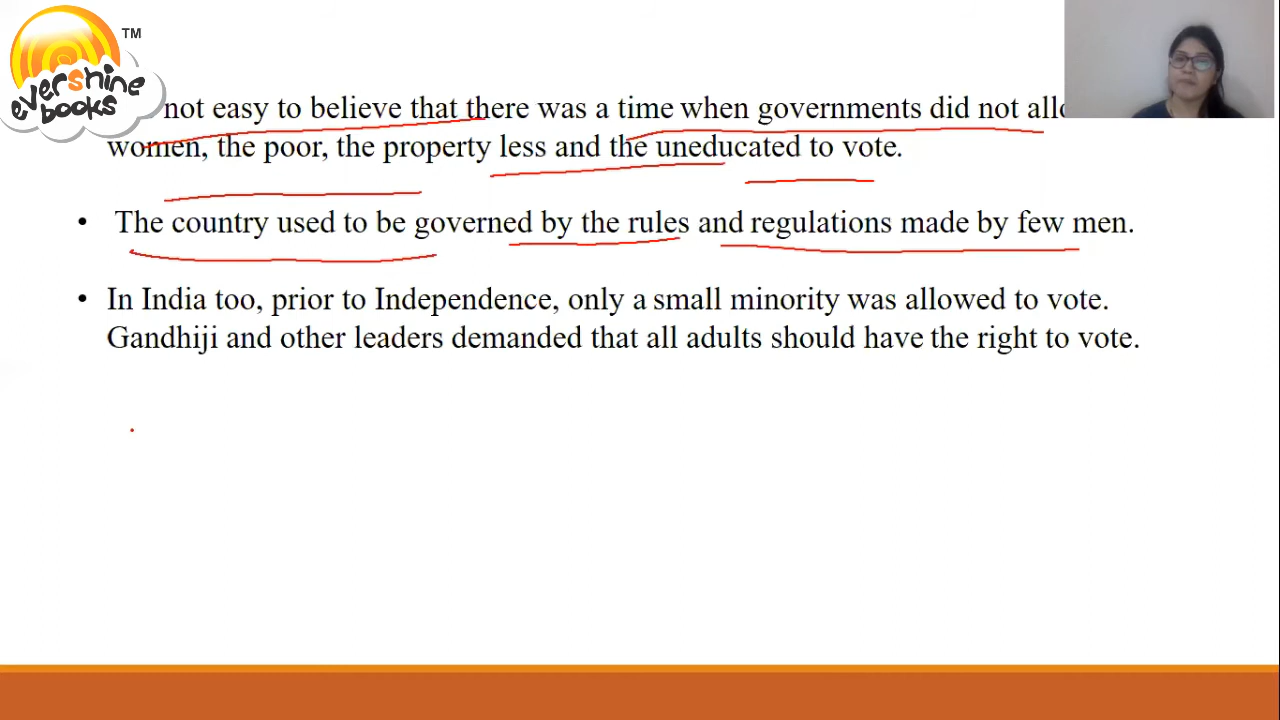 evershine
books
TM
not easy to believe that there was a time when governments did not
women, the poor, the property less and the uneducated to vote.
• The country used to be governed by the rules and regulations made by few men.
• In India too, prior to Independence, only a small minority was allowed to vote.
Gandhiji and other leaders demanded that all adults should have the right to vote.